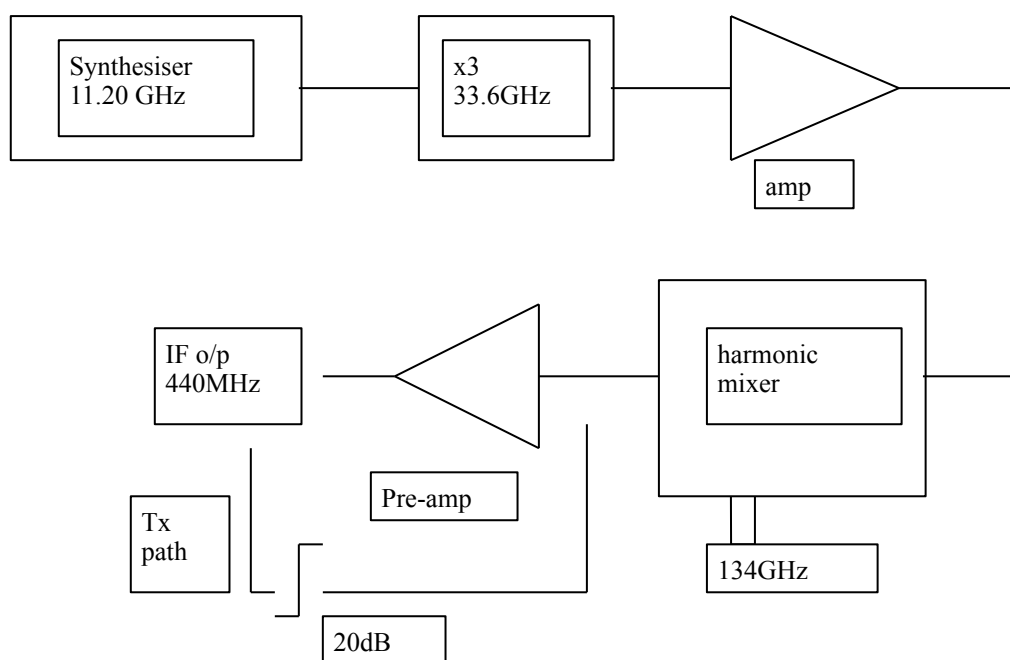 Synthesiser
11.20 GHz
x3
33.6GHz
amp
IF o/p
440MHz
harmonic
mixer
Pre-amp
Tx
path
134GHz
20dB